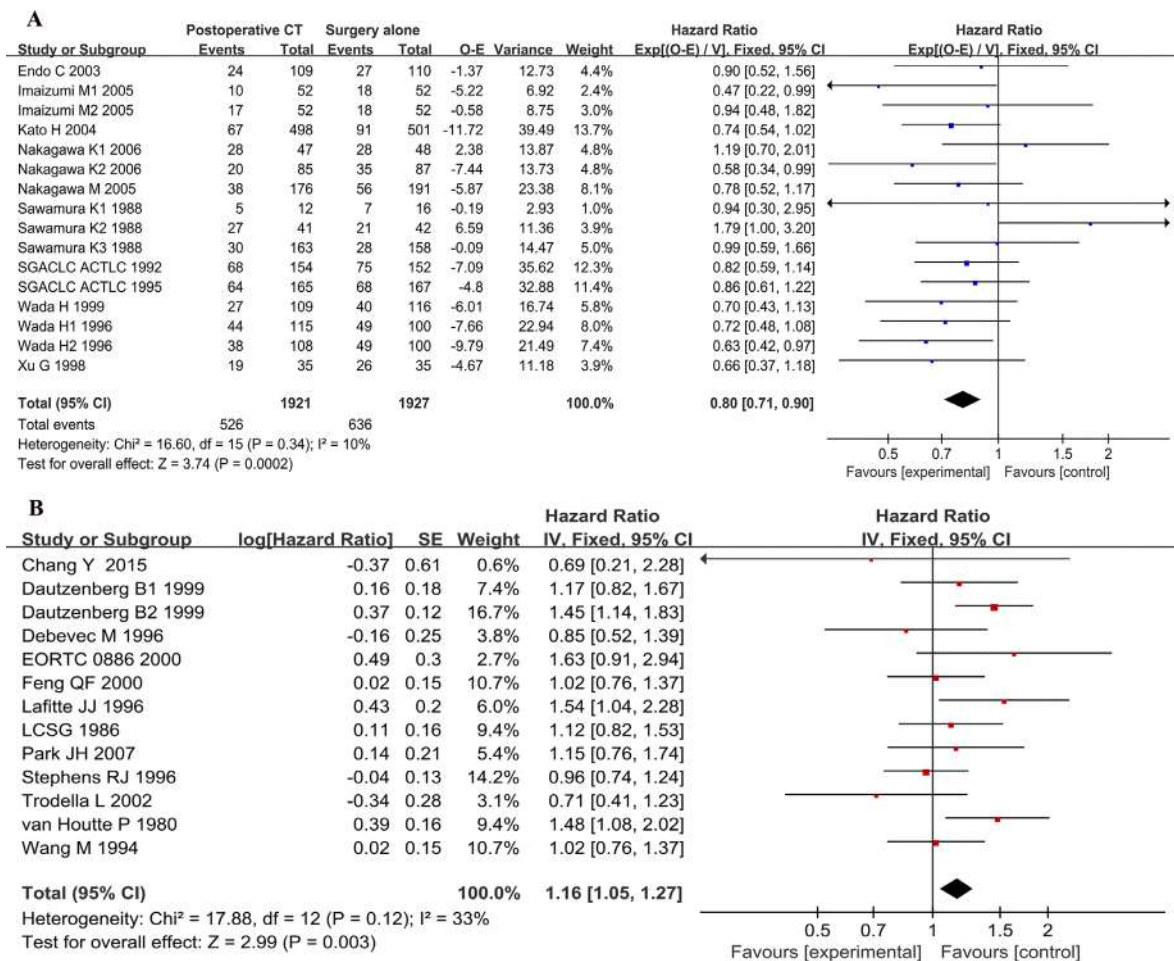 A
Postoperative CT Surgery alone Hazard Ratio Hazard Ratio
Study or Subgroup Events Total Events Total O-E Variance Weight Exp[(O-E) / V], Fixed, 95% CI Exp[(O-E) / V], Fixed, 95% CI
Endo C 2003 24 109 27 110 -1.37 12.73 4.4% 0.90 [0.52, 1.56]
Imaizumi M1 2005 10 52 18 52 -5.22 6.92 2.4% 0.47 [0.22, 0.99]
Imaizumi M2 2005 17 52 18 52 -0.58 8.75 3.0% 0.94 [0.48, 1.82]
Kato H 2004 67 498 91 501 -11.72 39.49 13.7% 0.74 [0.54, 1.02]
Nakagawa K1 2006 28 47 28 48 2.38 13.87 4.8% 1.19 [0.70, 2.01]
Nakagawa K2 2006 20 85 35 87 -7.44 13.73 4.8% 0.58 [0.34, 0.99]
Nakagawa M 2005 38 176 56 191 -5.87 23.38 8.1% 0.78 [0.52, 1.17]
Sawamura K1 1988 5 12 7 16 -0.19 2.93 1.0% 0.94 [0.30, 2.95]
Sawamura K2 1988 27 41 21 42 6.59 11.36 3.9% 1.79 [1.00, 3.20]
Sawamura K3 1988 30 163 28 158 -0.09 14.47 5.0% 0.99 [0.59, 1.66]
SGACLC ACTLC 1992 68 154 75 152 -7.09 35.62 12.3% 0.82 [0.59, 1.14]
SGACLC ACTLC 1995 64 165 68 167 -4.8 32.88 11.4% 0.86 [0.61, 1.22]
Wada H 1999 27 109 40 116 -6.01 16.74 5.8% 0.70 [0.43, 1.13]
Wada H1 1996 44 115 49 100 -7.66 22.94 8.0% 0.72 [0.48, 1.08]
Wada H2 1996 38 108 49 100 -9.79 21.49 7.4% 0.63 [0.42, 0.97]
Xu G 1998 19 35 26 35 -4.67 11.18 3.9% 0.66 [0.37, 1.18]
Total (95% CI) 1921 1927 100.0% 0.80 [0.71, 0.90]
Total events 526 636
Heterogeneity: Chi² = 16.60, df = 15 (P = 0.34); I² = 10%
Test for overall effect: Z = 3.74 (P = 0.0002)
0.5 0.7 1 1.5 2
Favours [experimental] Favours [control]
B
Hazard Ratio Hazard Ratio
Study or Subgroup log[Hazard Ratio] SE Weight IV, Fixed, 95% CI IV, Fixed, 95% CI
Chang Y 2015 -0.37 0.61 0.6% 0.69 [0.21, 2.28]
Dautzenberg B1 1999 0.16 0.18 7.4% 1.17 [0.82, 1.67]
Dautzenberg B2 1999 0.37 0.12 16.7% 1.45 [1.14, 1.83]
Debevec M 1996 -0.16 0.25 3.8% 0.85 [0.52, 1.39]
EORTC 0886 2000 0.49 0.3 2.7% 1.63 [0.91, 2.94]
Feng QF 2000 0.02 0.15 10.7% 1.02 [0.76, 1.37]
Lafitte JJ 1996 0.43 0.2 6.0% 1.54 [1.04, 2.28]
LCSG 1986 0.11 0.16 9.4% 1.12 [0.82, 1.53]
Park JH 2007 0.14 0.21 5.4% 1.15 [0.76, 1.74]
Stephens RJ 1996 -0.04 0.13 14.2% 0.96 [0.74, 1.24]
Trodella L 2002 -0.34 0.28 3.1% 0.71 [0.41, 1.23]
van Houtte P 1980 0.39 0.16 9.4% 1.48 [1.08, 2.02]
Wang M 1994 0.02 0.15 10.7% 1.02 [0.76, 1.37]
Total (95% CI) 100.0% 1.16 [1.05, 1.27]
Heterogeneity: Chi² = 17.88, df = 12 (P = 0.12); I² = 33%
Test for overall effect: Z = 2.99 (P = 0.003)
0.5 0.7 1 1.5 2
Favours [experimental] Favours [control]